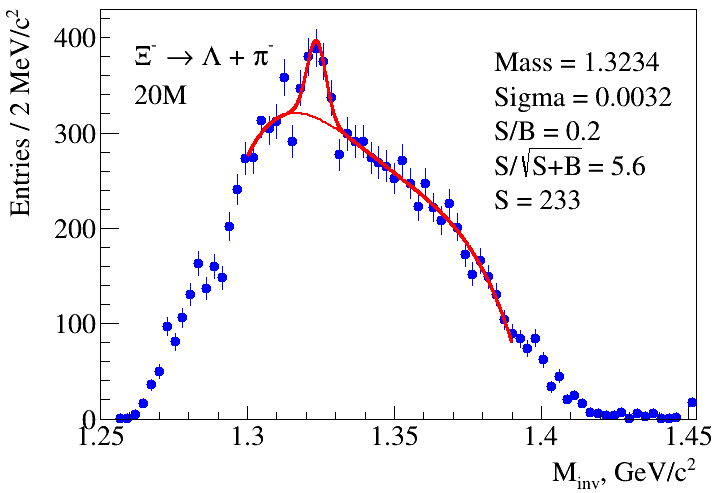 Entries / 2 MeV/c²
400
300
200
100
0
Ξ⁻ → Λ + π⁻
20M
Mass = 1.3234
Sigma = 0.0032
S/B = 0.2
S/√S+B = 5.6
S = 233
1.25 1.3 1.35 1.4 1.45
M_inv, GeV/c²